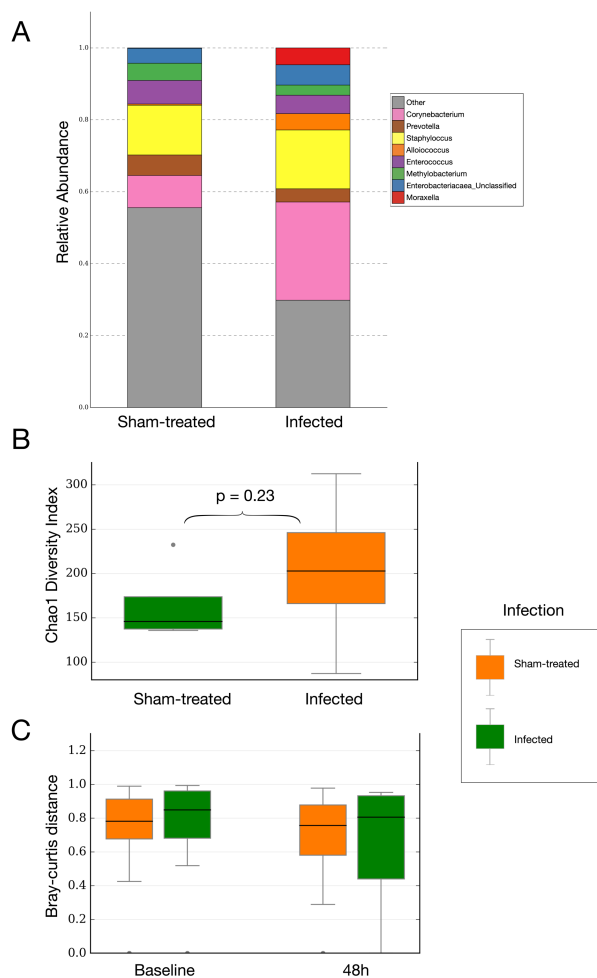 A
1.0
0.8
0.6
0.4
0.2
0.0
Relative Abundance
Sham-treated
Infected
Other
Corynebacterium
Prevotella
Staphyloccus
Alloiococcus
Enterococcus
Methylobacterium
Enterobacteriacaea_Unclassified
Moraxella
B
300
250
200
150
100
Chao1 Diversity Index
p = 0.23
Sham-treated
Infected
Infection
Sham-treated
Infected
C
1.2
1.0
0.8
0.6
0.4
0.2
0.0
Bray-curtis distance
Baseline
48h